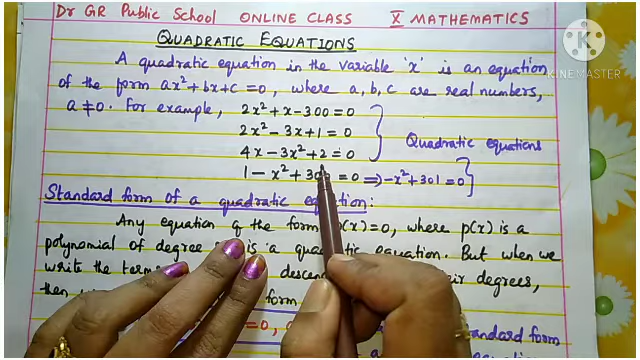 Dr GR Public School ONLINE CLASS X MATHEMATICS
QUADRATIC EQUATIONS
A quadratic equation in the variable 'x' is an equation
of the form ax² + bx + c = 0, where a, b, c are real numbers,
a ≠ 0. For example, 2x² + x - 300 = 0
2x² - 3x + 1 = 0
4x - 3x² + 2 = 0
Quadratic equations
1 - x² + 300 = 0 ⇒ -x² + 301 = 0
Standard form of a quadratic equation:
Any equation of the form p(x) = 0, where p(x) is a
polynomial of degree is a quadratic equation. But when we
write the terms descend their degrees,
then form
= 0, standard form
KINEMASTER